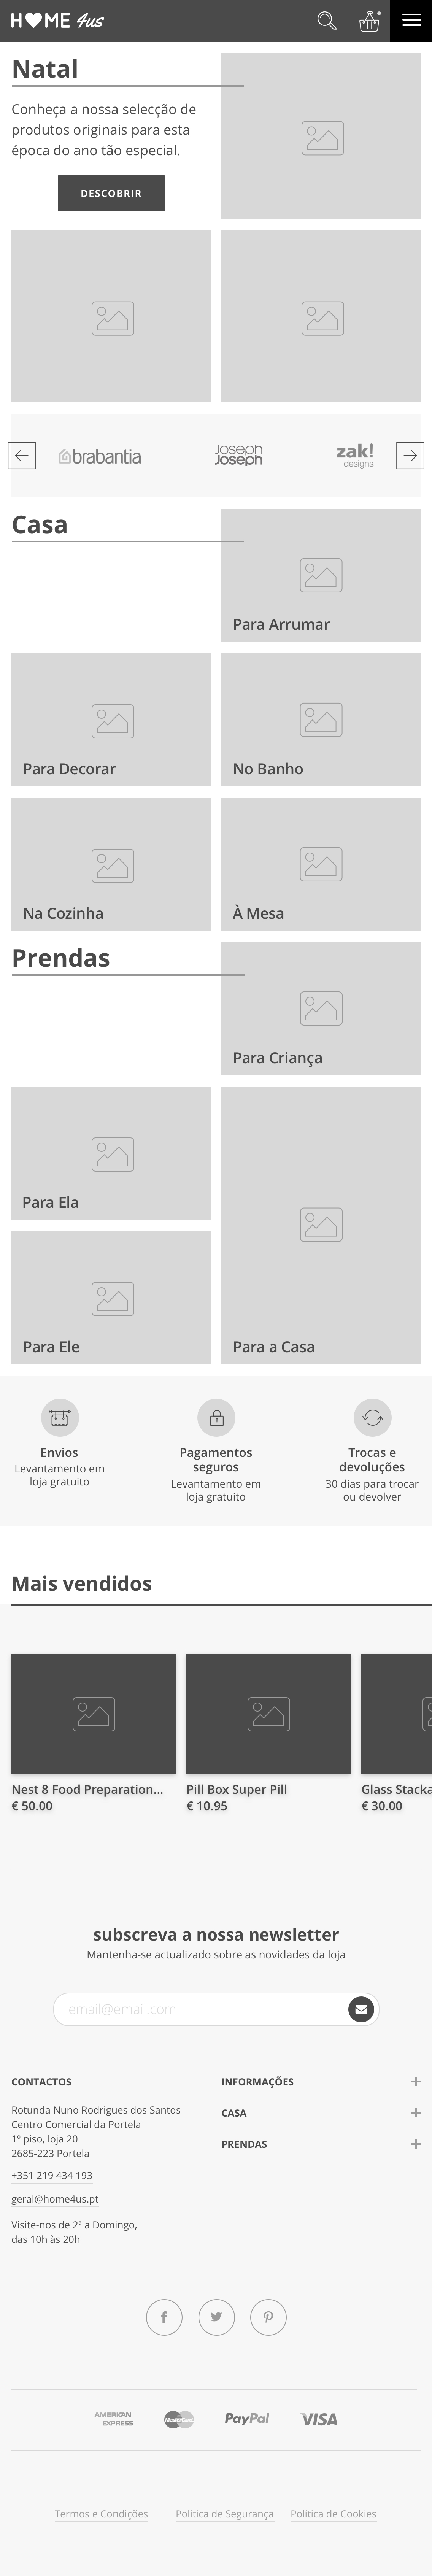 HOME 4us
Natal
Conheça a nossa selecção de
produtos originais para esta
época do ano tão especial.
DESCOBRIR
brabantia
Joseph
Joseph
zak!
designs
Casa
Para Arrumar
Para Decorar
No Banho
Na Cozinha
À Mesa
Prendas
Para Criança
Para Ela
Para Ele
Para a Casa
Envios
Levantamento em
loja gratuito
Pagamentos
seguros
Levantamento em
loja gratuito
Trocas e
devoluções
30 dias para trocar
ou devolver
Mais vendidos
Nest 8 Food Preparation...
€ 50.00
Pill Box Super Pill
€ 10.95
Glass Stacka
€ 30.00
subscreva a nossa newsletter
Mantenha-se actualizado sobre as novidades da loja
email@email.com
CONTACTOS
Rotunda Nuno Rodrigues dos Santos
Centro Comercial da Portela
1º piso, loja 20
2685-223 Portela
+351 219 434 193
geral@home4us.pt
Visite-nos de 2ª a Domingo,
das 10h às 20h
INFORMAÇÕES
CASA
PRENDAS
AMERICAN
EXPRESS
MasterCard
PayPal
VISA
Termos e Condições
Política de Segurança
Política de Cookies